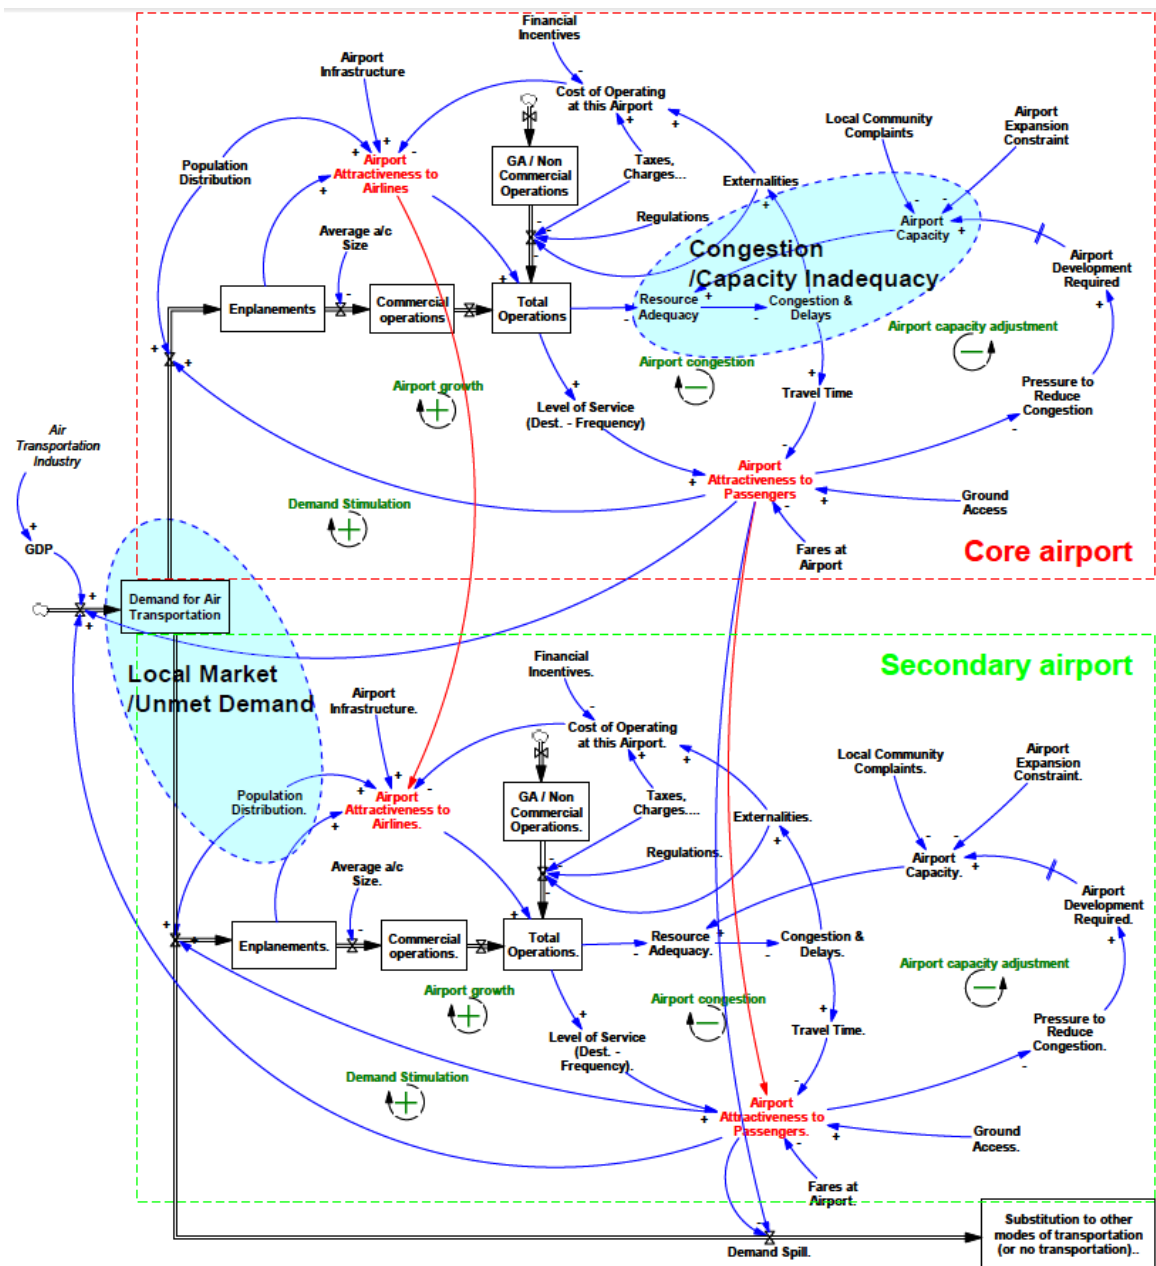 Financial
Incentives
Airport
Infrastructure
Cost of Operating
at this Airport
Local Community
Complaints
Airport
Expansion
Constraint
Population
Distribution
Airport
Attractiveness to
Airlines
GA / Non
Commercial
Operations
Taxes,
Charges...
Externalities
Average a/c
Size
Regulations
Airport
Capacity
Congestion
/Capacity Inadequacy
Airport
Development
Required
Enplanements
Commercial
operations
Total
Operations
Resource
Adequacy
Congestion &
Delays
Airport capacity adjustment
Airport congestion
Airport growth
Travel Time
Pressure to
Reduce
Congestion
Level of Service
(Dest. - Frequency)
Air
Transportation
Industry
Airport
Attractiveness to
Passengers
Ground
Access
Demand Stimulation
GDP
Fares at
Airport
Core airport
Demand for Air
Transportation
Local Market
/Unmet Demand
Secondary airport
Financial
Incentives.
Airport
Infrastructure.
Cost of Operating
at this Airport.
Local Community
Complaints.
Airport
Expansion
Constraint.
Population
Distribution.
Airport
Attractiveness to
Airlines.
GA / Non
Commercial
Operations.
Taxes,
Charges....
Externalities.
Average a/c
Size.
Regulations.
Airport
Capacity.
Airport
Development
Required.
Enplanements.
Commercial
operations.
Total
Operations.
Resource
Adequacy.
Congestion &
Delays.
Airport capacity adjustment
Airport growth
Airport congestion
Travel Time.
Pressure to
Reduce
Congestion.
Level of Service
(Dest. -
Frequency).
Demand Stimulation
Airport
Attractiveness to
Passengers.
Ground
Access.
Fares at
Airport.
Demand Spill.
Substitution to other
modes of transportation
(or no transportation)..